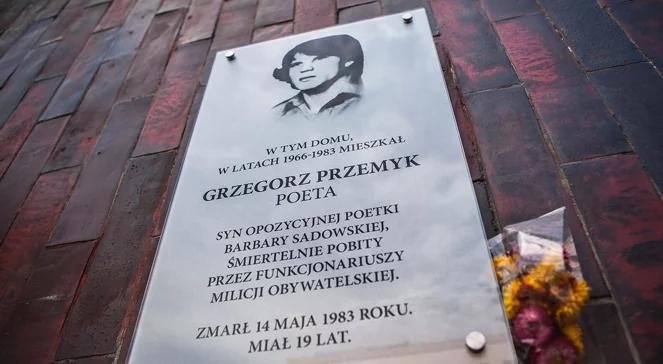 W TYM DOMU,
W LATACH 1966-1983 MIESZKAŁ
GRZEGORZ PRZEMYK
POETA
SYN OPOZYCYJNEJ POETKI
BARBARY SADOWSKIEJ,
ŚMIERTELNIE POBITY
PRZEZ FUNKCJONARIUSZY
MILICJI OBYWATELSKIEJ.
ZMARŁ 14 MAJA 1983 ROKU.
MIAŁ 19 LAT.